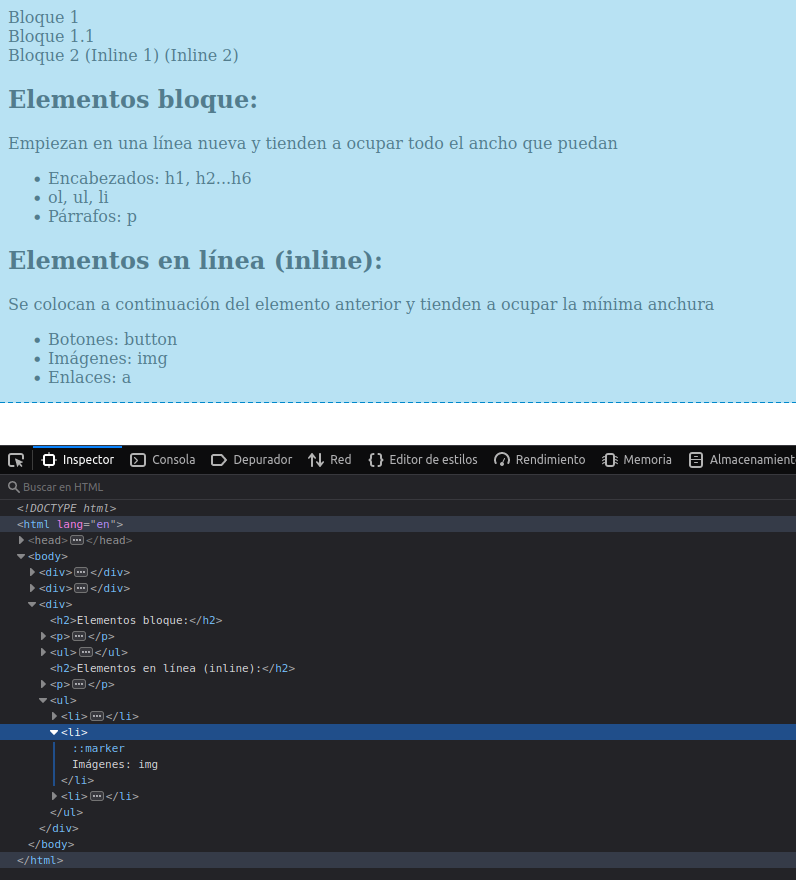 Bloque 1
Bloque 1.1
Bloque 2 (Inline 1) (Inline 2)
Elementos bloque:
Empiezan en una línea nueva y tienden a ocupar todo el ancho que puedan
• Encabezados: h1, h2...h6
• ol, ul, li
• Párrafos: p
Elementos en línea (inline):
Se colocan a continuación del elemento anterior y tienden a ocupar la mínima anchura
• Botones: button
• Imágenes: img
• Enlaces: a
Inspector Consola Depurador Red Editor de estilos Rendimiento Memoria Almacenamient
Buscar en HTML
<!DOCTYPE html>
<html lang="en">
<head>...</head>
<body>
<div>...</div>
<div>...</div>
<div>
<h2>Elementos bloque:</h2>
<p>...</p>
<ul>...</ul>
<h2>Elementos en línea (inline):</h2>
<p>...</p>
<ul>
<li>...</li>
<li>
::marker
Imágenes: img
</li>
<li>...</li>
</ul>
</div>
</body>
</html>